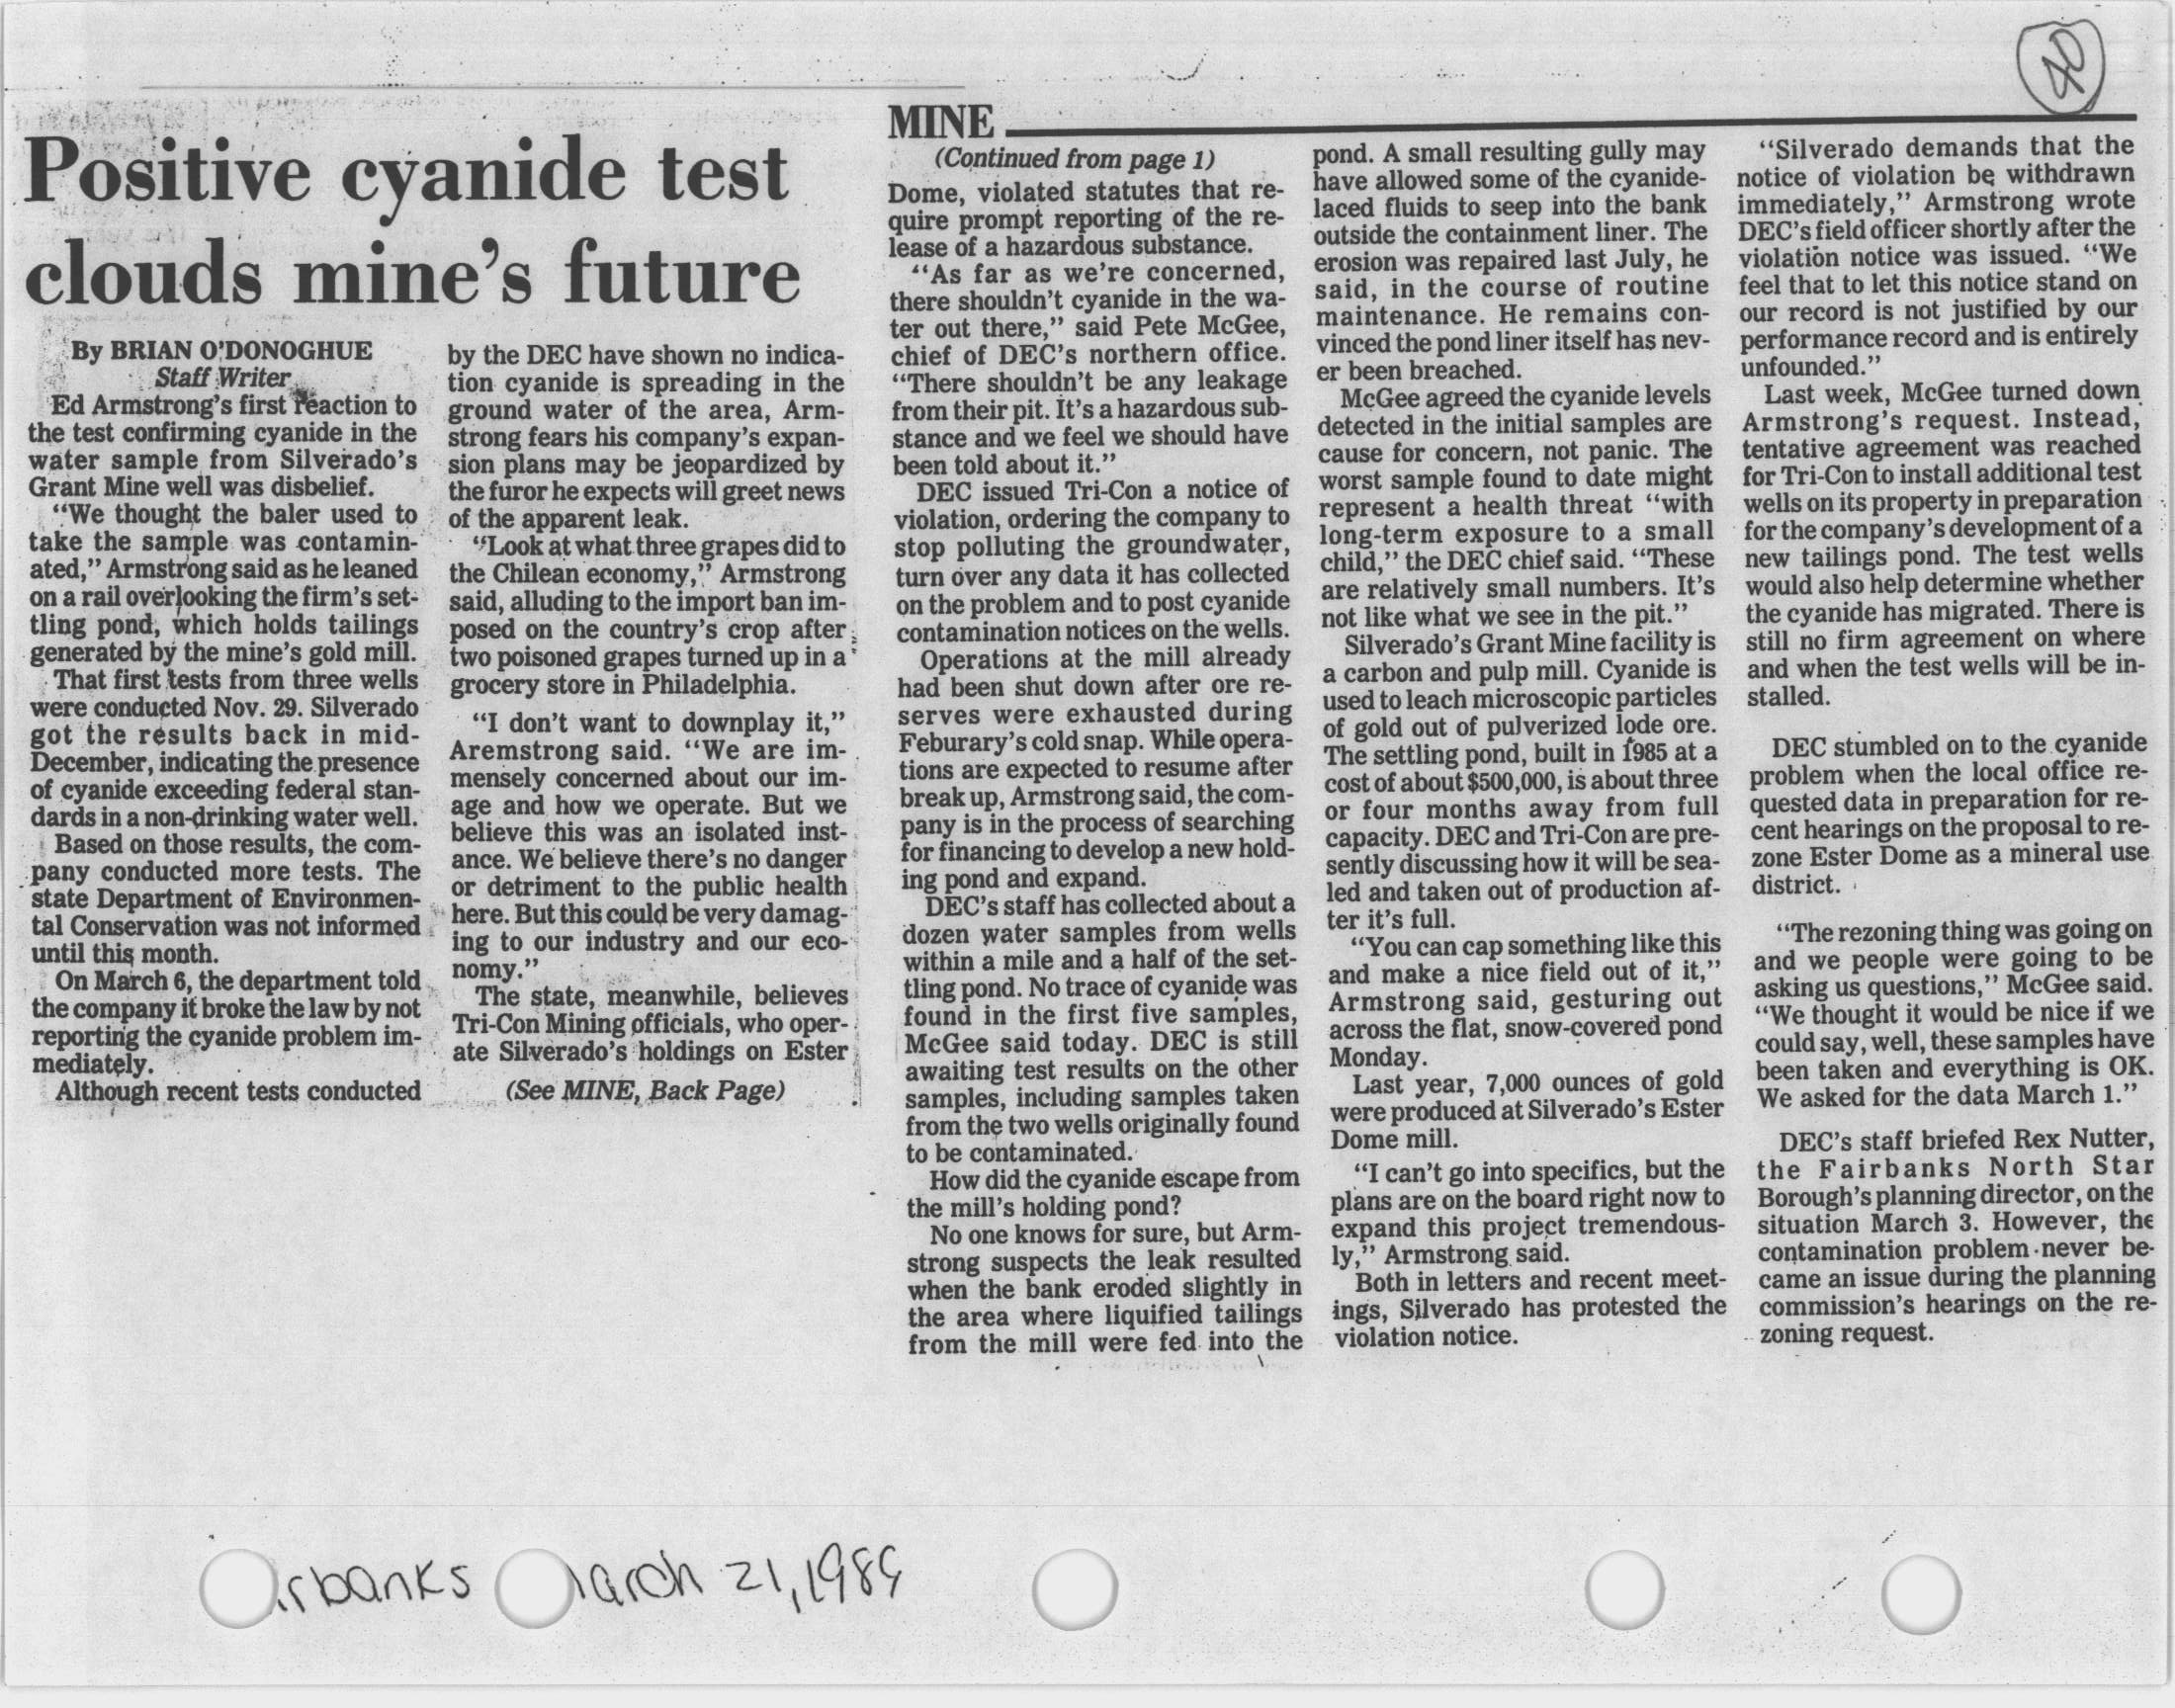 40
Positive cyanide test
clouds mine's future
By BRIAN O'DONOGHUE
Staff Writer
Ed Armstrong's first reaction to
the test confirming cyanide in the
water sample from Silverado's
Grant Mine well was disbelief.
"We thought the baler used to
take the sample was contamin-
ated," Armstrong said as he leaned
on a rail overlooking the firm's set-
tling pond, which holds tailings
generated by the mine's gold mill.
That first tests from three wells
were conducted Nov. 29. Silverado
got the results back in mid-
December, indicating the presence
of cyanide exceeding federal stan-
dards in a non-drinking water well.
Based on those results, the com-
pany conducted more tests. The
state Department of Environmen-
tal Conservation was not informed
until this month.
On March 6, the department told
the company it broke the law by not
reporting the cyanide problem im-
mediately.
Although recent tests conducted
by the DEC have shown no indica-
tion cyanide is spreading in the
ground water of the area, Arm-
strong fears his company's expan-
sion plans may be jeopardized by
the furor he expects will greet news
of the apparent leak.
"Look at what three grapes did to
the Chilean economy," Armstrong
said, alluding to the import ban im-
posed on the country's crop after
two poisoned grapes turned up in a
grocery store in Philadelphia.
"I don't want to downplay it,"
Aremstrong said. "We are im-
mensely concerned about our im-
age and how we operate. But we
believe this was an isolated inst-
ance. We believe there's no danger
or detriment to the public health
here. But this could be very damag-
ing to our industry and our eco-
nomy."
The state, meanwhile, believes
Tri-Con Mining officials, who oper-
ate Silverado's holdings on Ester
(See MINE, Back Page)
MINE
(Continued from page 1)
Dome, violated statutes that re-
quire prompt reporting of the re-
lease of a hazardous substance.
"As far as we're concerned,
there shouldn't cyanide in the wa-
ter out there," said Pete McGee,
chief of DEC's northern office.
"There shouldn't be any leakage
from their pit. It's a hazardous sub-
stance and we feel we should have
been told about it."
DEC issued Tri-Con a notice of
violation, ordering the company to
stop polluting the groundwater,
turn over any data it has collected
on the problem and to post cyanide
contamination notices on the wells.
Operations at the mill already
had been shut down after ore re-
serves were exhausted during
Feburary's cold snap. While opera-
tions are expected to resume after
break up, Armstrong said, the com-
pany is in the process of searching
for financing to develop a new hold-
ing pond and expand.
DEC's staff has collected about a
dozen water samples from wells
within a mile and a half of the set-
tling pond. No trace of cyanide was
found in the first five samples,
McGee said today. DEC is still
awaiting test results on the other
samples, including samples taken
from the two wells originally found
to be contaminated.
How did the cyanide escape from
the mill's holding pond?
No one knows for sure, but Arm-
strong suspects the leak resulted
when the bank eroded slightly in
the area where liquified tailings
from the mill were fed into the
pond. A small resulting gully may
have allowed some of the cyanide-
laced fluids to seep into the bank
outside the containment liner. The
erosion was repaired last July, he
said, in the course of routine
maintenance. He remains con-
vinced the pond liner itself has nev-
er been breached.
McGee agreed the cyanide levels
detected in the initial samples are
cause for concern, not panic. The
worst sample found to date might
represent a health threat "with
long-term exposure to a small
child," the DEC chief said. "These
are relatively small numbers. It's
not like what we see in the pit."
Silverado's Grant Mine facility is
a carbon and pulp mill. Cyanide is
used to leach microscopic particles
of gold out of pulverized lode ore.
The settling pond, built in 1985 at a
cost of about $500,000, is about three
or four months away from full
capacity. DEC and Tri-Con are pre-
sently discussing how it will be sea-
led and taken out of production af-
ter it's full.
"You can cap something like this
and make a nice field out of it,"
Armstrong said, gesturing out
across the flat, snow-covered pond
Monday.
Last year, 7,000 ounces of gold
were produced at Silverado's Ester
Dome mill.
"I can't go into specifics, but the
plans are on the board right now to
expand this project tremendous-
ly," Armstrong said.
Both in letters and recent meet-
ings, Silverado has protested the
violation notice.
"Silverado demands that the
notice of violation be withdrawn
immediately," Armstrong wrote
DEC's field officer shortly after the
violation notice was issued. "We
feel that to let this notice stand on
our record is not justified by our
performance record and is entirely
unfounded."
Last week, McGee turned down
Armstrong's request. Instead,
tentative agreement was reached
for Tri-Con to install additional test
wells on its property in preparation
for the company's development of a
new tailings pond. The test wells
would also help determine whether
the cyanide has migrated. There is
still no firm agreement on where
and when the test wells will be in-
stalled.
DEC stumbled on to the cyanide
problem when the local office re-
quested data in preparation for re-
cent hearings on the proposal to re-
zone Ester Dome as a mineral use
district.
"The rezoning thing was going on
and we people were going to be
asking us questions," McGee said.
"We thought it would be nice if we
could say, well, these samples have
been taken and everything is OK.
We asked for the data March 1."
DEC's staff briefed Rex Nutter,
the Fairbanks North Star
Borough's planning director, on the
situation March 3. However, the
contamination problem never be-
came an issue during the planning
commission's hearings on the re-
zoning request.
irbanks arch 21, 1989